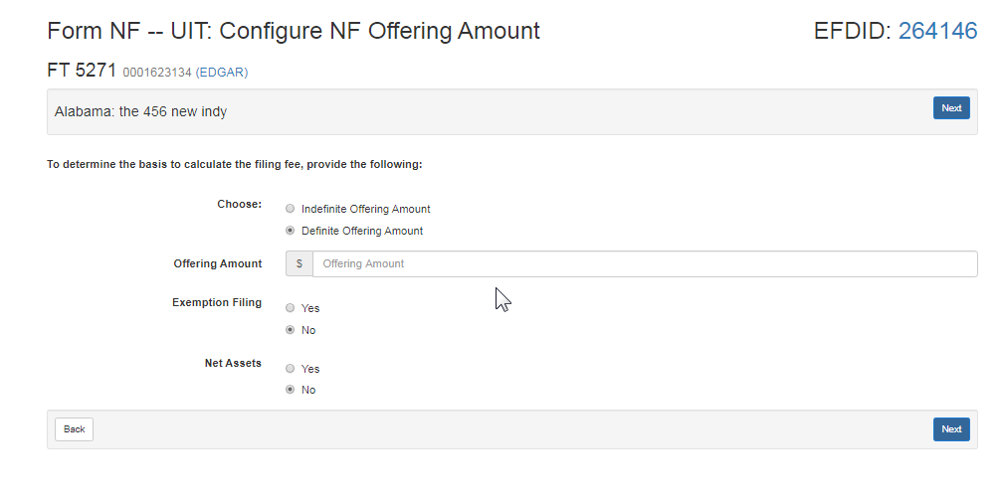 Form NF -- UIT: Configure NF Offering Amount EFDID: 264146
FT 5271 0001623134 (EDGAR)
Alabama: the 456 new indy Next
To determine the basis to calculate the filing fee, provide the following:
Choose: Indefinite Offering Amount
Definite Offering Amount
Offering Amount $ Offering Amount
Exemption Filing Yes
No
Net Assets Yes
No
Back Next